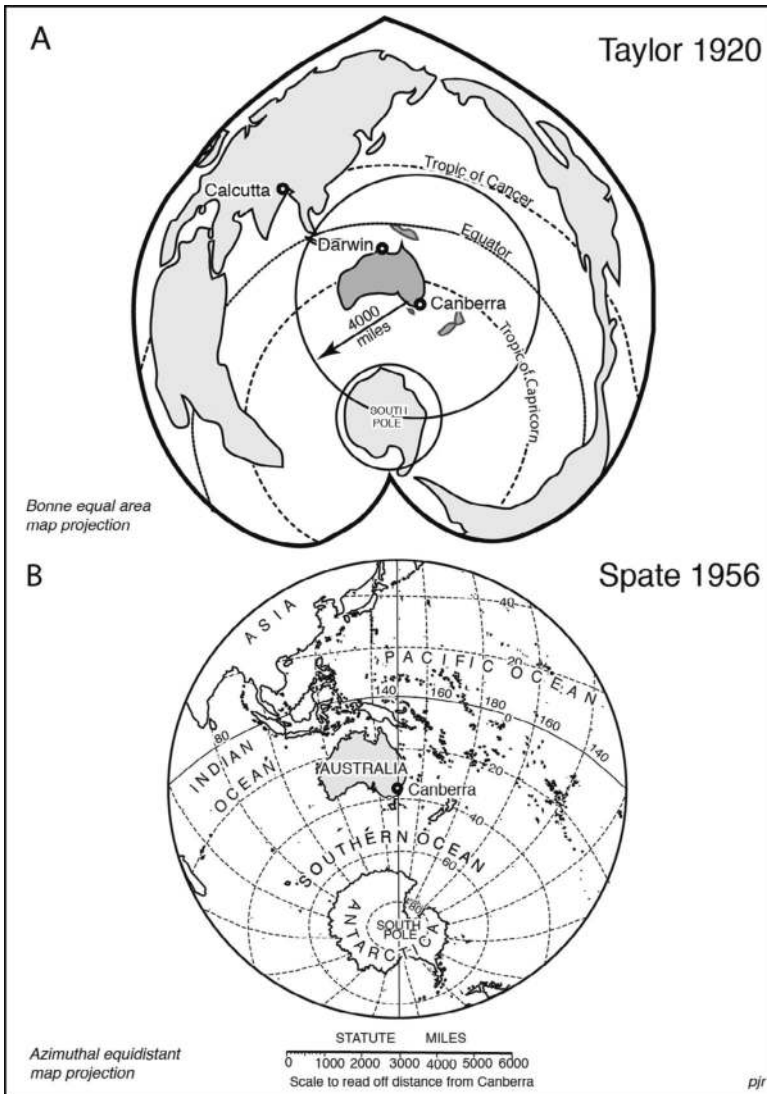 A
Taylor 1920
Tropic of Cancer
Calcutta
Equator
Darwin
Canberra
4000
miles
Tropic of Capricorn
SOUTH
POLE
Bonne equal area
map projection
B
Spate 1956
ASIA
40
PACIFIC OCEAN
20
140
160
180
0
160
140
80
INDIAN
OCEAN
AUSTRALIA
20
Canberra
40
SOUTHERN OCEAN
60
80
ANTARCTICA
SOUTH
POLE
STATUTE MILES
0 1000 2000 3000 4000 5000 6000
Scale to read off distance from Canberra
Azimuthal equidistant
map projection
pjr